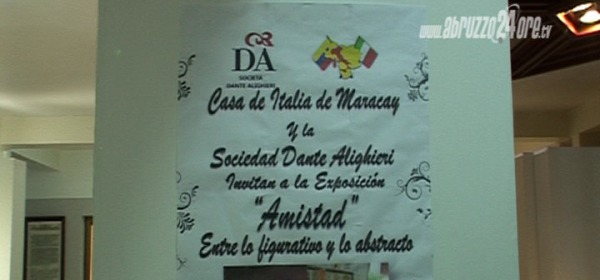 www.abruzzo24ore.tv
DA
SOCIETÀ
DANTE ALIGHIERI
Casa de Italia de Maracay
Y la
Sociedad Dante Alighieri
Invitan a la Exposición
"Amistad"
Entre lo figurativo y lo abstracto